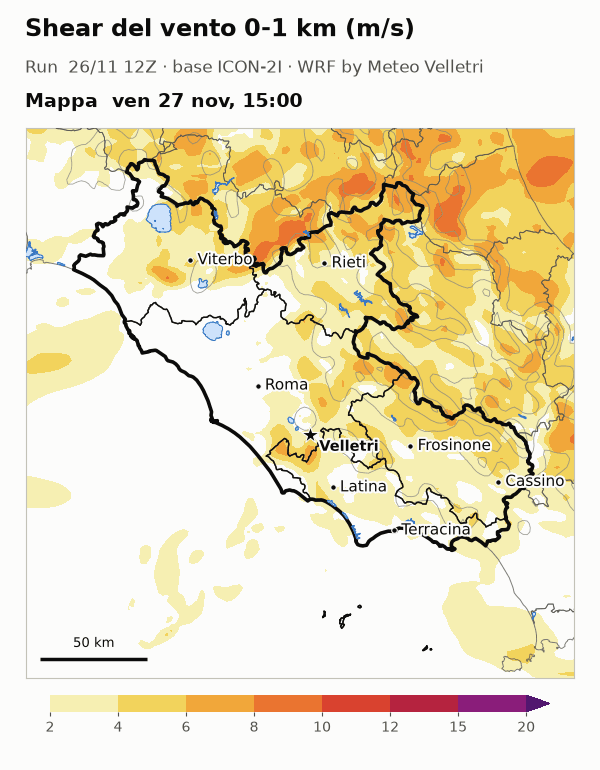 Shear del vento 0-1 km (m/s)
Run 26/11 12Z · base ICON-2I · WRF by Meteo Velletri
Mappa ven 27 nov, 15:00
Viterbo
Rieti
Roma
Velletri
Frosinone
Latina
Cassino
Terracina
50 km
2 4 6 8 10 12 15 20